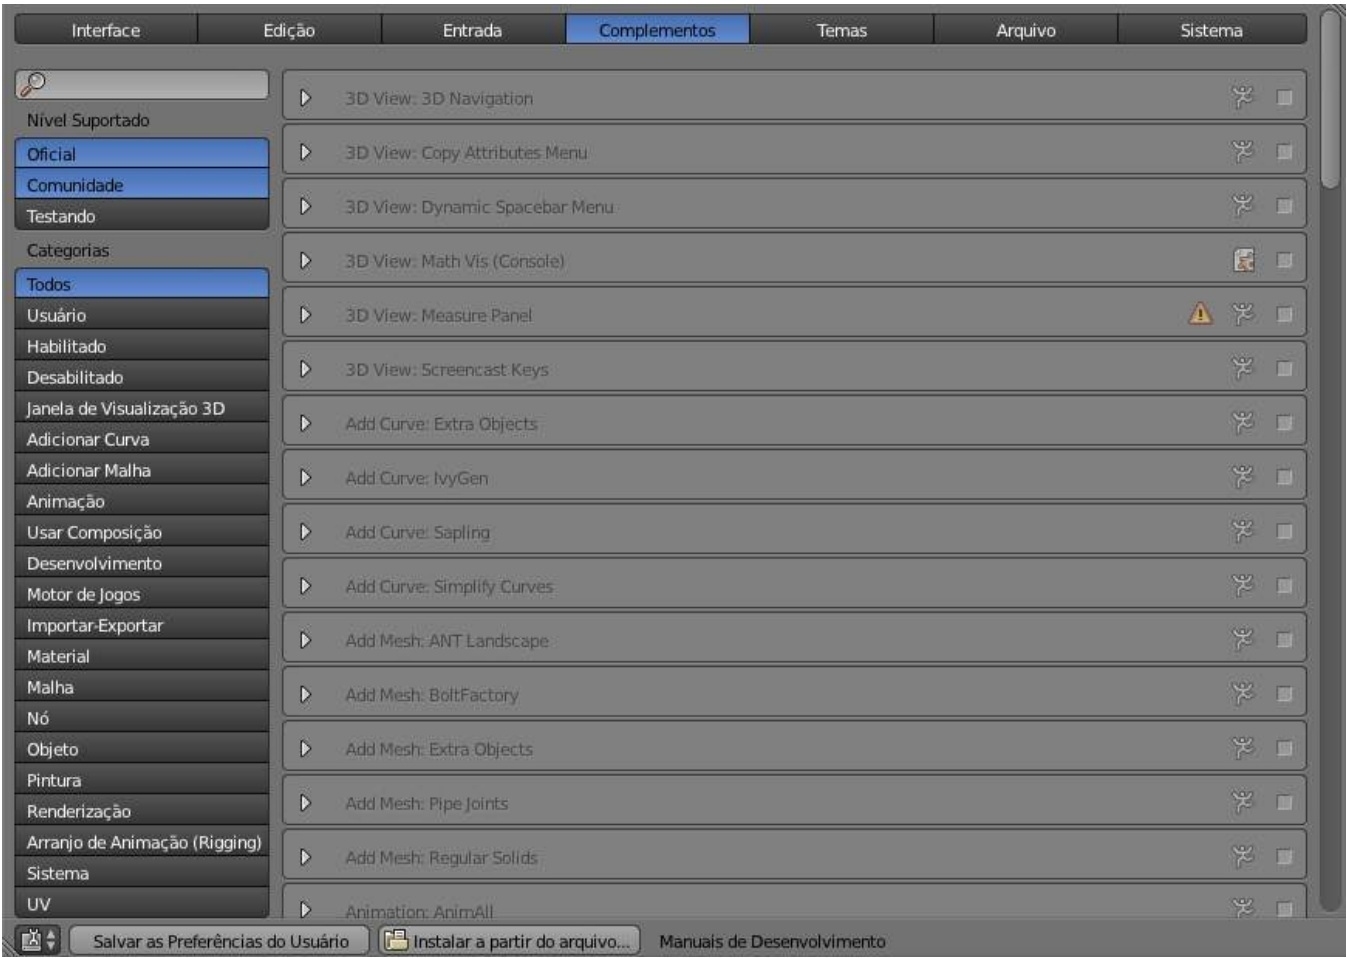 Interface Edição Entrada Complementos Temas Arquivo Sistema
Nível Suportado
Oficial
Comunidade
Testando
Categorias
Todos
Usuário
Habilitado
Desabilitado
Janela de Visualização 3D
Adicionar Curva
Adicionar Malha
Animação
Usar Composição
Desenvolvimento
Motor de Jogos
Importar-Exportar
Material
Malha
Nó
Objeto
Pintura
Renderização
Arranjo de Animação (Rigging)
Sistema
UV
3D View: 3D Navigation
3D View: Copy Attributes Menu
3D View: Dynamic Spacebar Menu
3D View: Math Vis (Console)
3D View: Measure Panel
3D View: Screencast Keys
Add Curve: Extra Objects
Add Curve: IvyGen
Add Curve: Sapling
Add Curve: Simplify Curves
Add Mesh: ANT Landscape
Add Mesh: BoltFactory
Add Mesh: Extra Objects
Add Mesh: Pipe Joints
Add Mesh: Regular Solids
Animation: AnimAll
Salvar as Preferências do Usuário Instalar a partir do arquivo... Manuais de Desenvolvimento